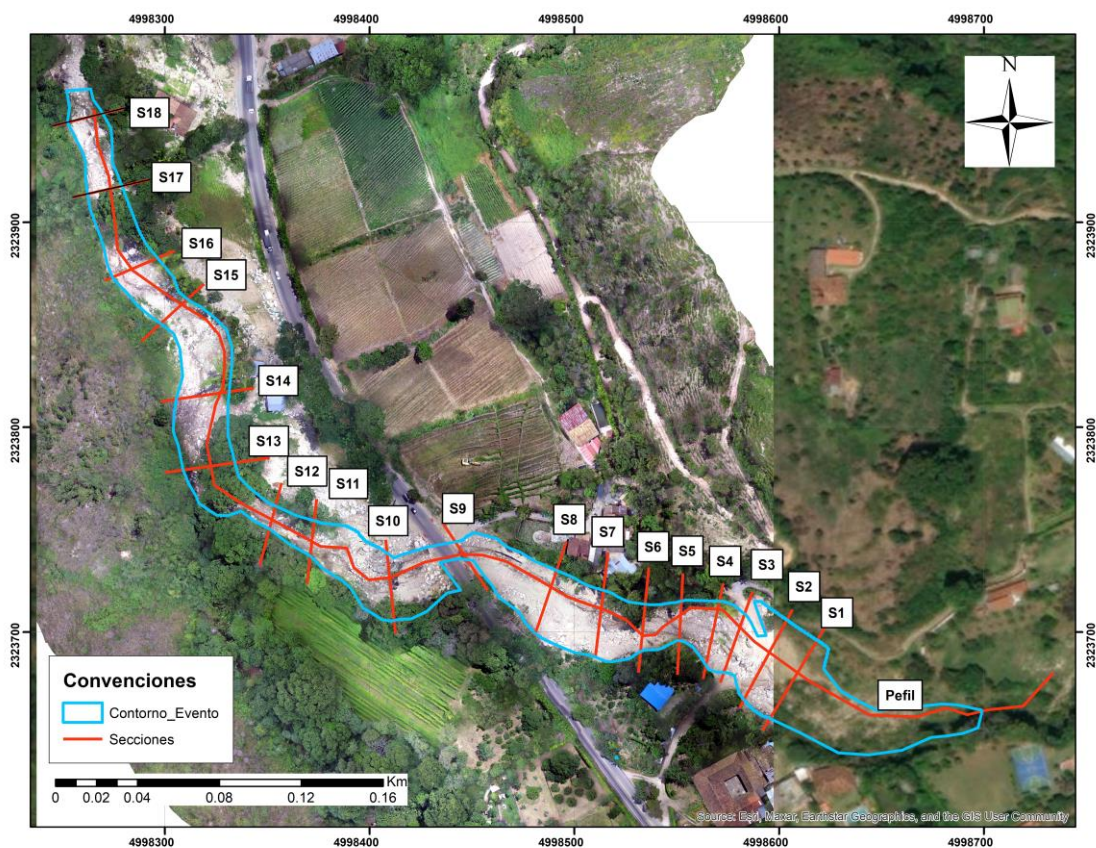 4998300 4998400 4998500 4998600 4998700
N
S18
S17
2323900 2323900
S16
S15
S14
2323800 2323800
S13
S12
S11
S10
S9
S8
S7
S6
S5
S4
S3
S2
S1
2323700 2323700
Pefil
Convenciones
Contorno_Evento
Secciones
Km
0 0.02 0.04 0.08 0.12 0.16
Source: Esri, Maxar, Earthstar Geographics, and the GIS User Community
4998300 4998400 4998500 4998600 4998700